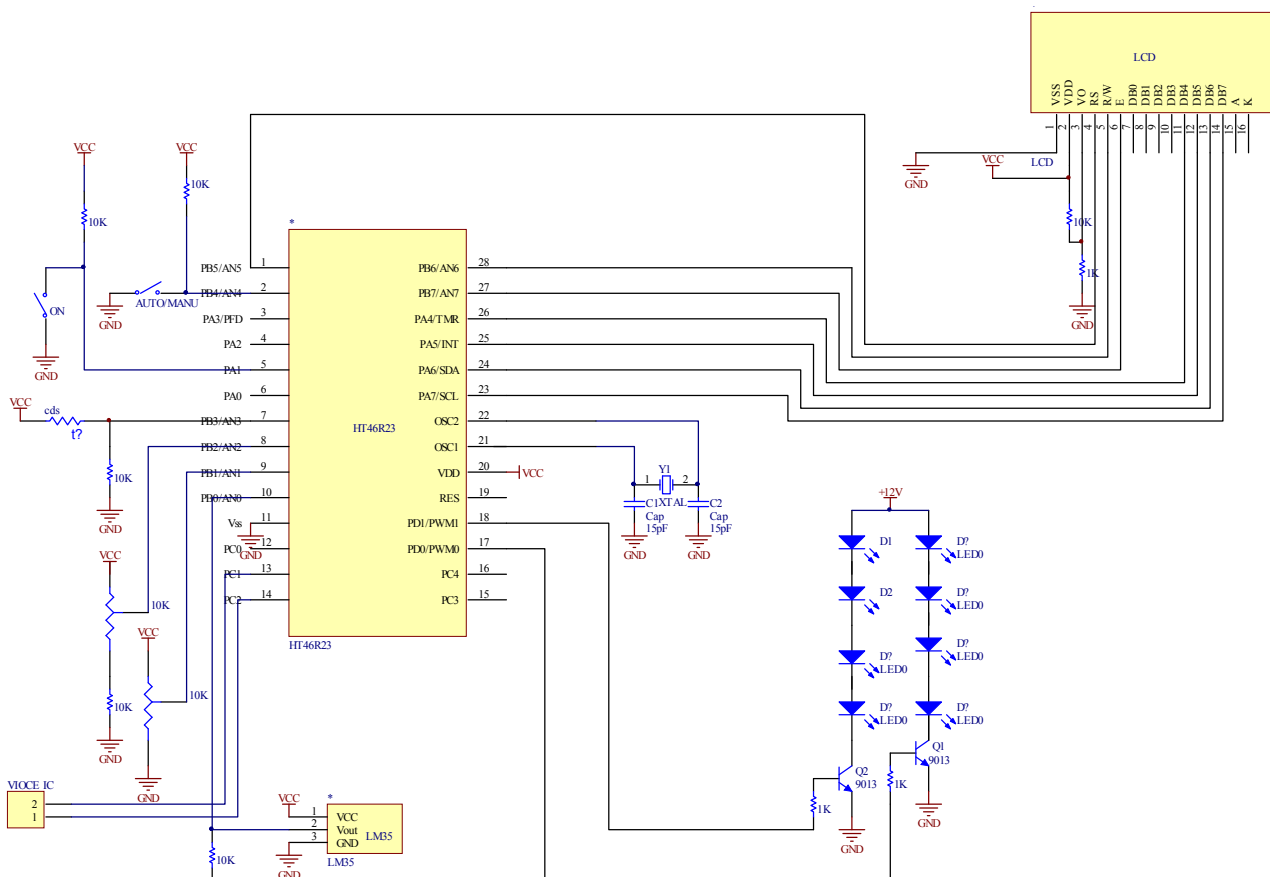 LCD
VSS
VDD
VO
RS
R/W
E
DB0
DB1
DB2
DB3
DB4
DB5
DB6
DB7
A
K
1
2
3
4
5
6
7
8
9
10
11
12
13
14
15
16
LCD
GND
VCC
10K
1K
GND
VCC
VCC
10K
10K
ON
GND
AUTO/MANU
GND
*
HT46R23
HT46R23
PB5/AN5 1
PB4/AN4 2
PA3/PFD 3
PA2 4
PA1 5
PA0 6
PB3/AN3 7
PB2/AN2 8
PB1/AN1 9
PB0/AN0 10
Vss 11
GND
PC0 12
PC1 13
PC2 14
PB6/AN6 28
PB7/AN7 27
PA4/TMR 26
PA5/INT 25
PA6/SDA 24
PA7/SCL 23
OSC2 22
OSC1 21
VDD 20
VCC
RES 19
PD1/PWM1 18
PD0/PWM0 17
PC4 16
PC3 15
VCC
cds
t?
10K
GND
VCC
10K
10K
GND
VCC
10K
GND
Y1
1
2
XTAL
C1
Cap
15pF
GND
C2
Cap
15pF
GND
+12V
D1
D?
LED0
D2
D?
LED0
D?
LED0
D?
LED0
D?
LED0
D?
LED0
Q1
9013
Q2
9013
1K
1K
GND
GND
VIOCE IC
2
1
VCC
*
1 VCC
2 Vout
3 GND
LM35
LM35
GND
10K